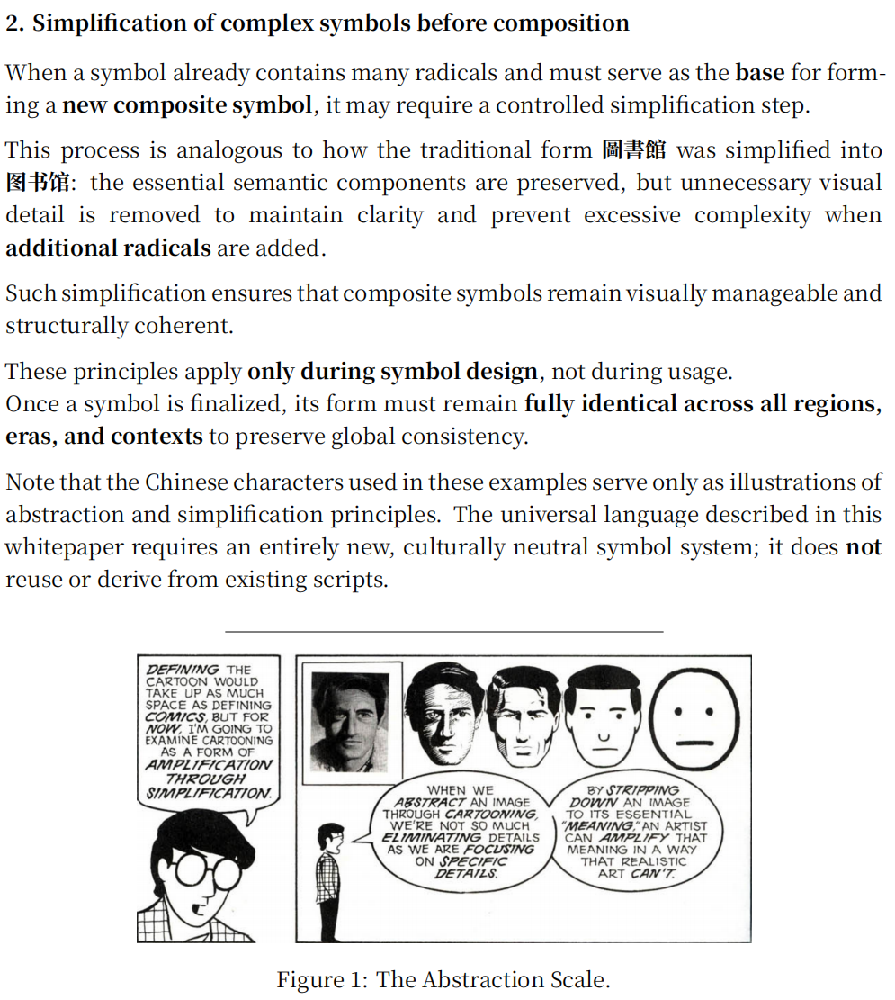 2. Simplification of complex symbols before composition
When a symbol already contains many radicals and must serve as the base for form-
ing a new composite symbol, it may require a controlled simplification step.
This process is analogous to how the traditional form 圖書館 was simplified into
图书馆: the essential semantic components are preserved, but unnecessary visual
detail is removed to maintain clarity and prevent excessive complexity when
additional radicals are added.
Such simplification ensures that composite symbols remain visually manageable and
structurally coherent.
These principles apply only during symbol design, not during usage.
Once a symbol is finalized, its form must remain fully identical across all regions,
eras, and contexts to preserve global consistency.
Note that the Chinese characters used in these examples serve only as illustrations of
abstraction and simplification principles. The universal language described in this
whitepaper requires an entirely new, culturally neutral symbol system; it does not
reuse or derive from existing scripts.
DEFINING THE
CARTOON WOULD
TAKE UP AS MUCH
SPACE AS DEFINING
COMICS, BUT FOR
NOW, I'M GOING TO
EXAMINE CARTOONING
AS A FORM OF
AMPLIFICATION
THROUGH
SIMPLIFICATION.
WHEN WE
ABSTRACT AN IMAGE
THROUGH CARTOONING,
WE'RE NOT SO MUCH
ELIMINATING DETAILS
AS WE ARE FOCUSING
ON SPECIFIC
DETAILS.
BY STRIPPING
DOWN AN IMAGE
TO ITS ESSENTIAL
"MEANING," AN ARTIST
CAN AMPLIFY THAT
MEANING IN A WAY
THAT REALISTIC
ART CAN'T.
Figure 1: The Abstraction Scale.